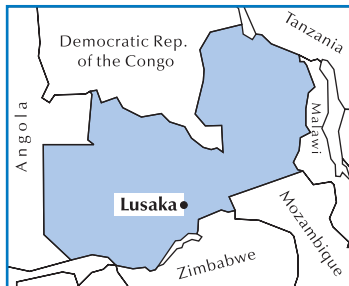 Democratic Rep.
of the Congo
Tanzania
Angola
Malawi
Lusaka
Mozambique
Zimbabwe